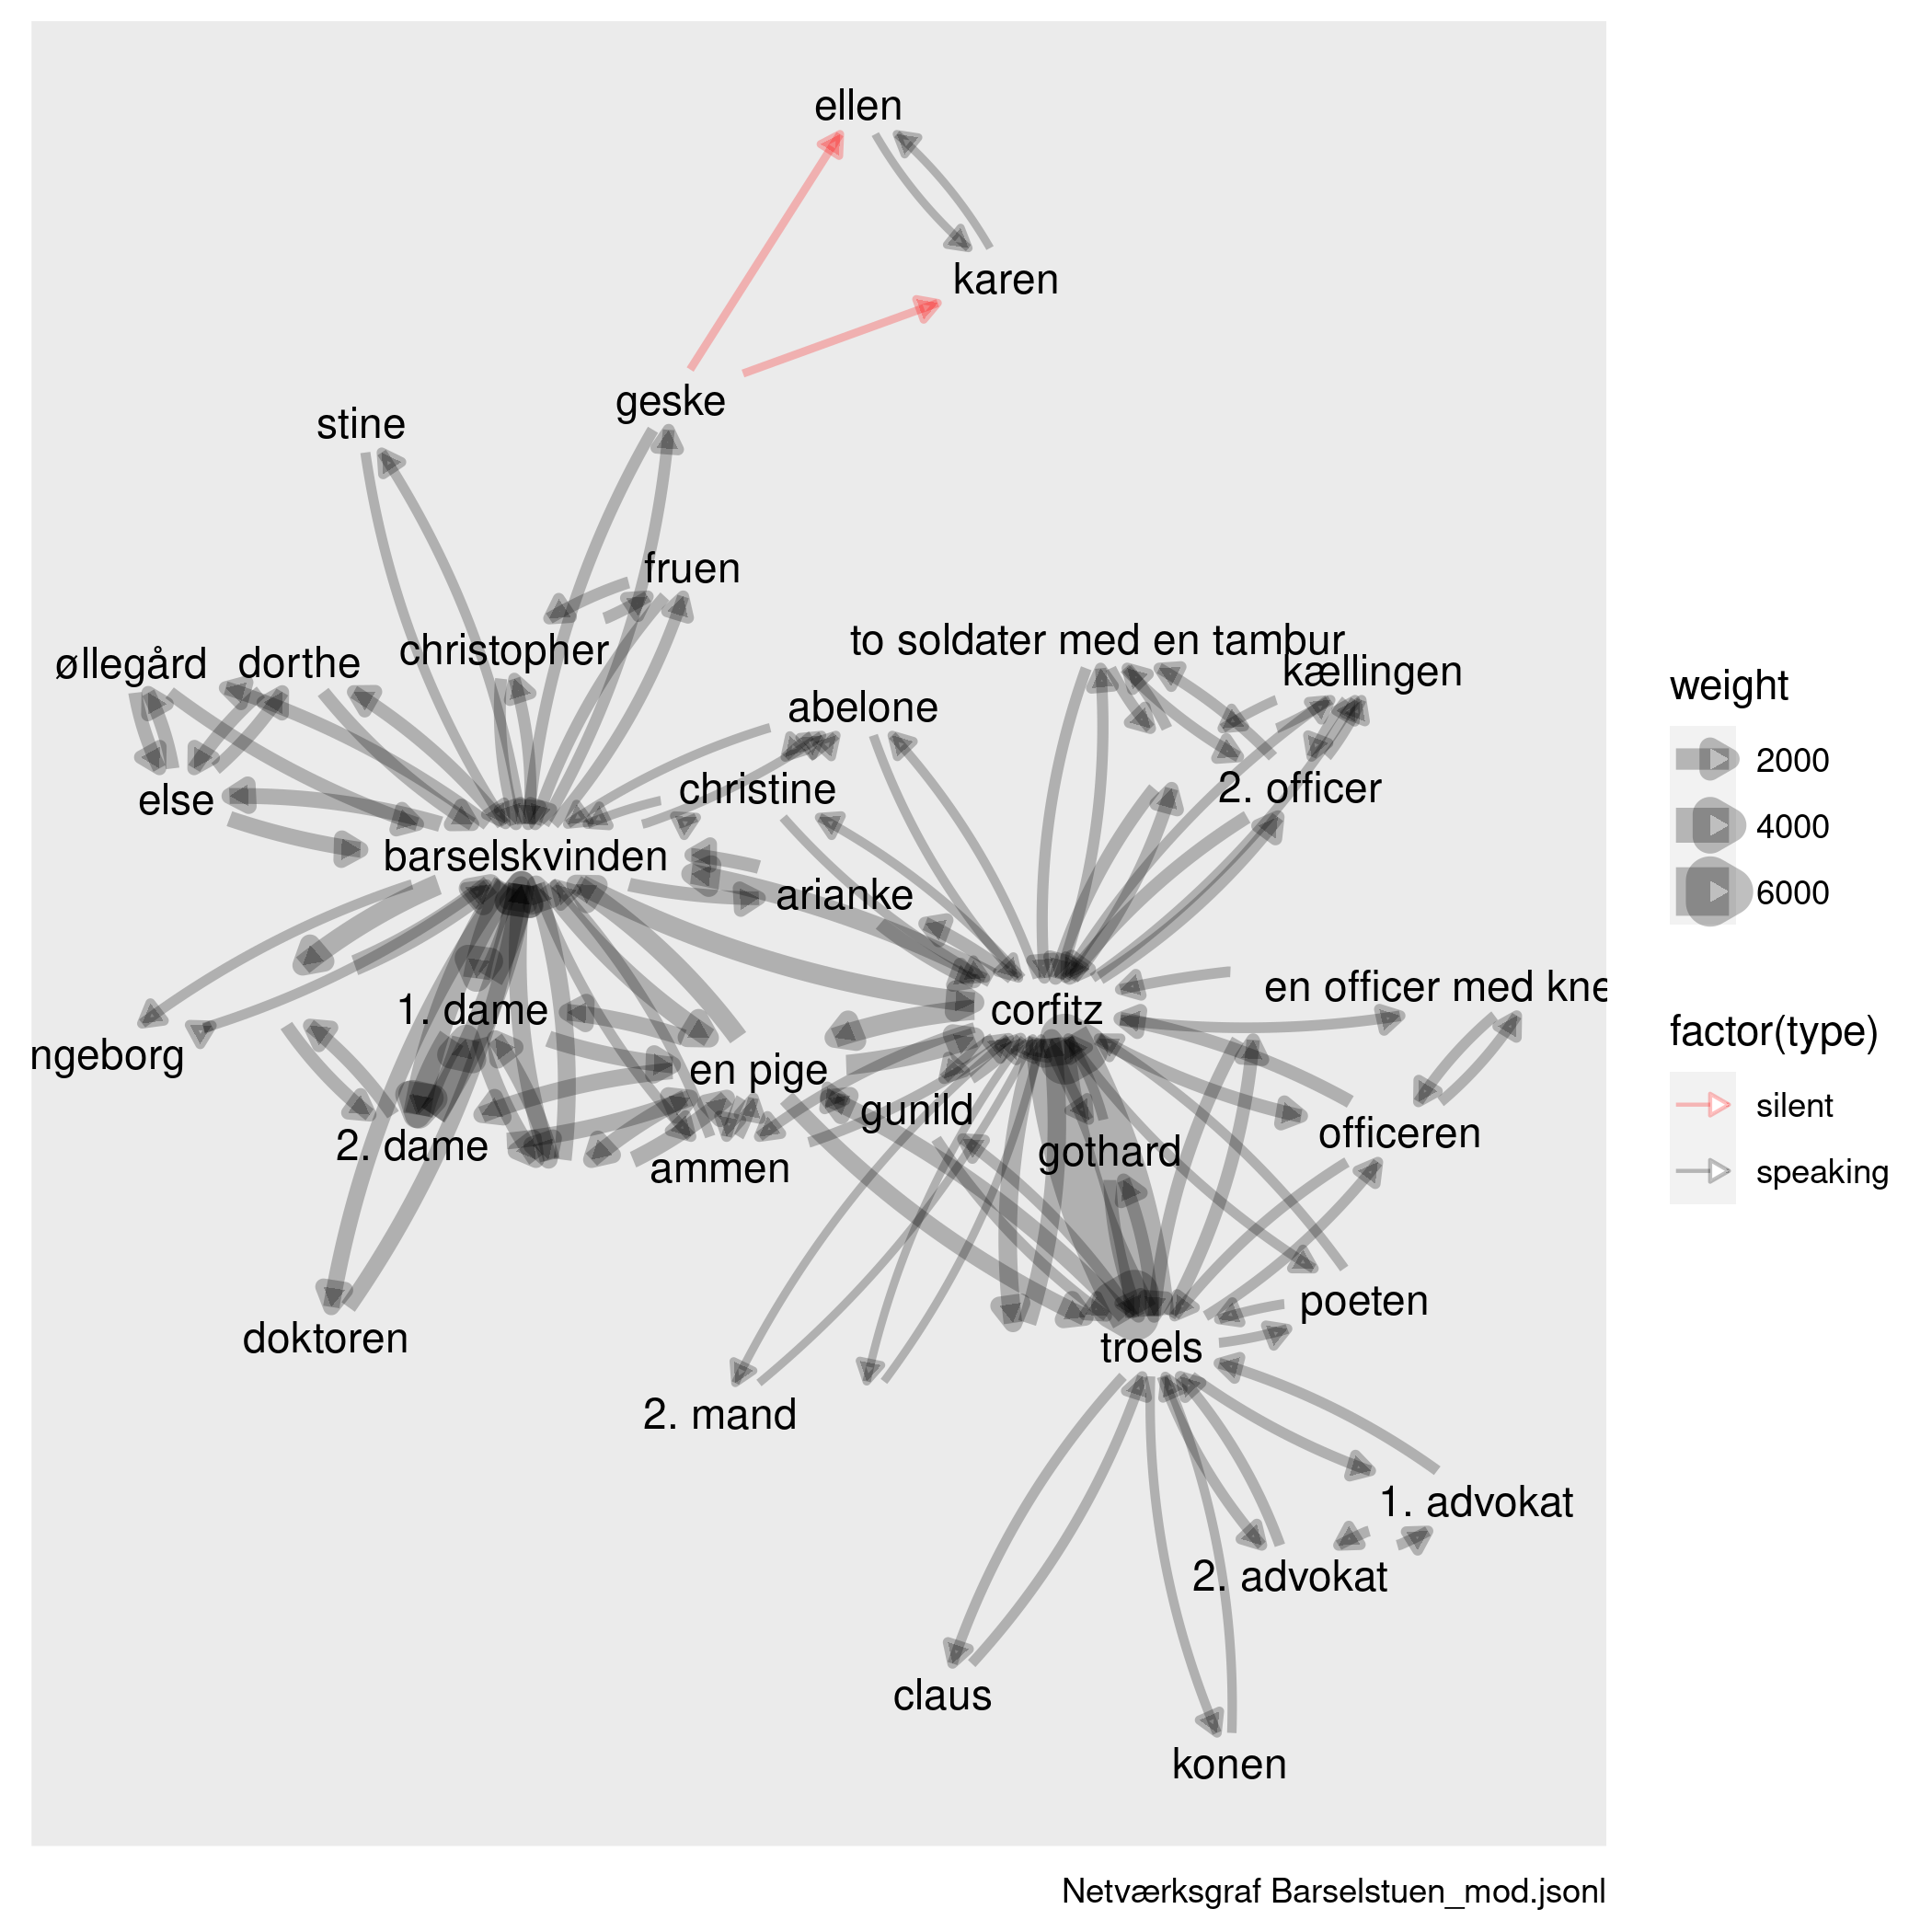 ellen
karen
geske
stine
fruen
christopher
øllegård
dorthe
to soldater med en tambur
kællingen
abelone
christine
2. officer
else
barselskvinden
arianke
en officer med kne
corfitz
1. dame
ngeborg
en pige
gunild
officeren
2. dame
gothard
ammen
poeten
doktoren
troels
2. mand
1. advokat
2. advokat
claus
konen
weight
2000
4000
6000
factor(type)
silent
speaking
Netværksgraf Barselstuen_mod.jsonl